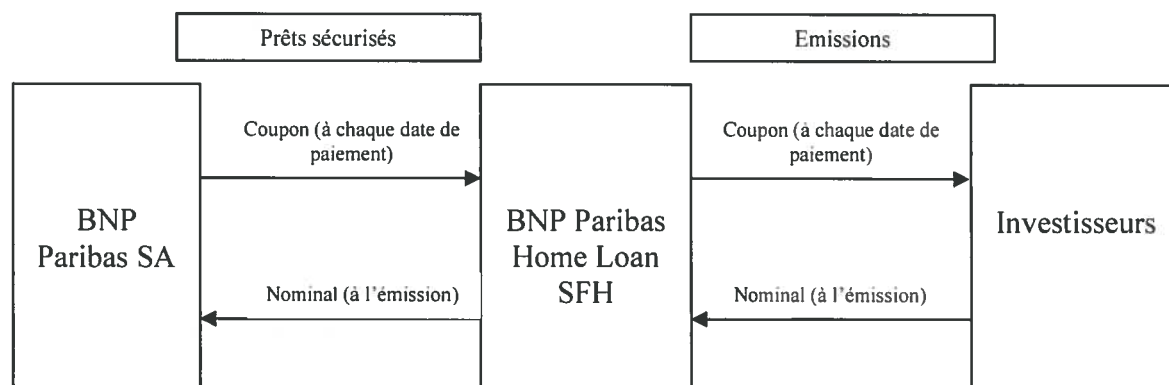 Prêts sécurisés
Emissions
Coupon (à chaque date de
paiement)
Coupon (à chaque date de
paiement)
BNP
Paribas SA
BNP Paribas
Home Loan
SFH
Investisseurs
Nominal (à l'émission)
Nominal (à l'émission)